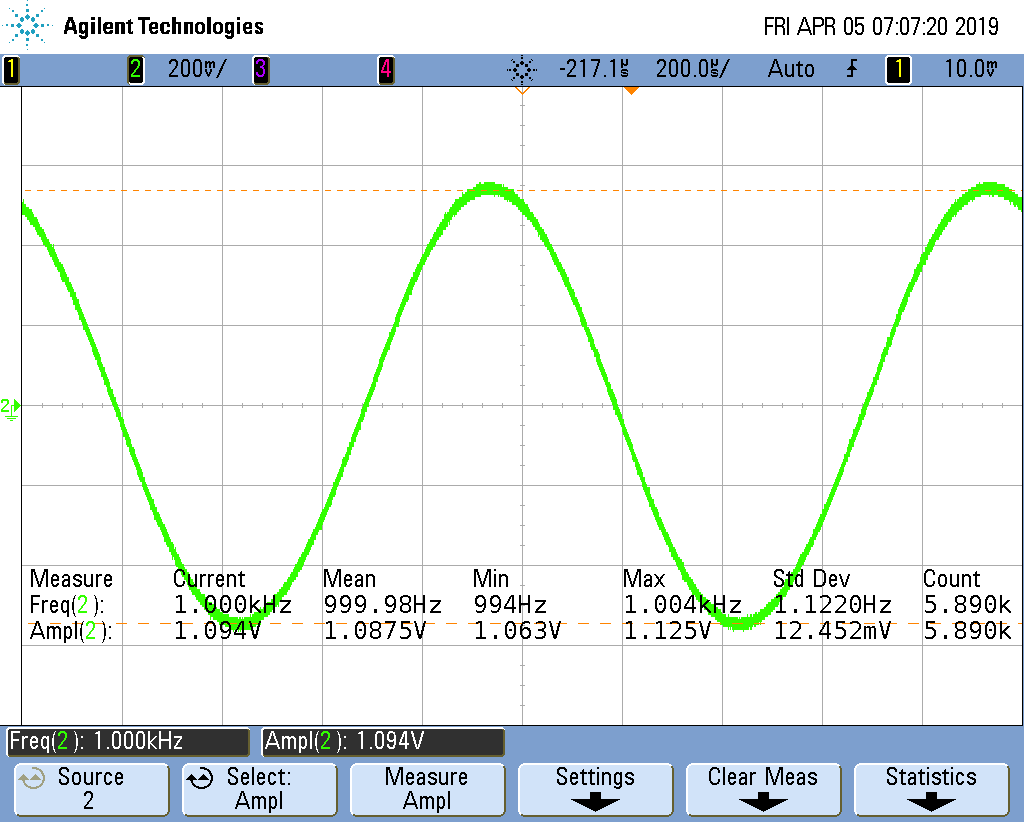 Agilent Technologies FRI APR 05 07:07:20 2019
1 2 200mV/ 3 4 -217.1µs 200.0µs/ Auto 1 10.0mV
2
Measure Current Mean Min Max Std Dev Count
Freq(2): 1.000kHz 999.98Hz 994Hz 1.004kHz 1.1220Hz 5.890k
Ampl(2): 1.094V 1.0875V 1.063V 1.125V 12.452mV 5.890k
Freq(2): 1.000kHz Ampl(2): 1.094V
Source Select: Measure Settings Clear Meas Statistics
2 Ampl Ampl